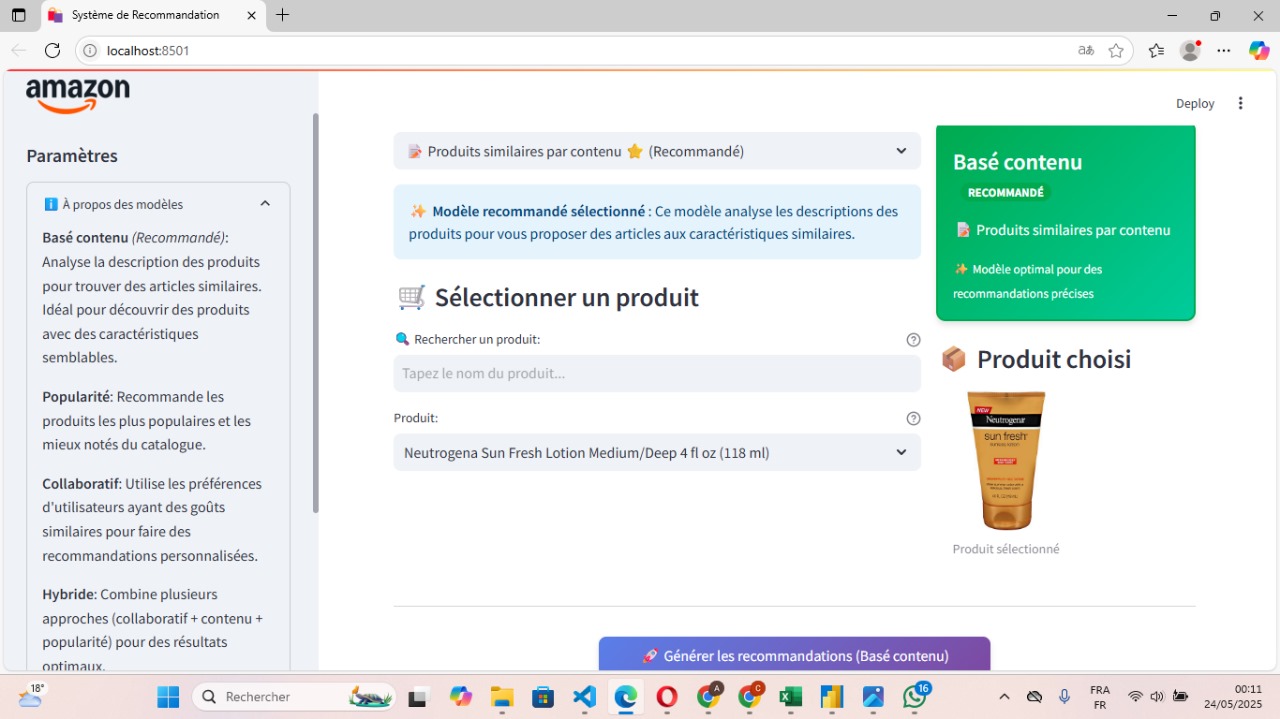 Système de Recommandation
localhost:8501
amazon
Paramètres
ℹ️ À propos des modèles
Basé contenu (Recommandé):
Analyse la description des produits
pour trouver des articles similaires.
Idéal pour découvrir des produits
avec des caractéristiques
semblables.
Popularité: Recommande les
produits les plus populaires et les
mieux notés du catalogue.
Collaboratif: Utilise les préférences
d'utilisateurs ayant des goûts
similaires pour faire des
recommandations personnalisées.
Hybride: Combine plusieurs
approches (collaboratif + contenu +
popularité) pour des résultats
optimaux.
Deploy
📝 Produits similaires par contenu ⭐ (Recommandé)
✨ Modèle recommandé sélectionné : Ce modèle analyse les descriptions des
produits pour vous proposer des articles aux caractéristiques similaires.
🛒 Sélectionner un produit
🔍 Rechercher un produit:
Tapez le nom du produit...
Produit:
Neutrogena Sun Fresh Lotion Medium/Deep 4 fl oz (118 ml)
Basé contenu
RECOMMANDÉ
📝 Produits similaires par contenu
✨ Modèle optimal pour des
recommandations précises
📦 Produit choisi
NEW
Neutrogena
sun fresh
Produit sélectionné
🚀 Générer les recommandations (Basé contenu)
18°
Rechercher
A
C
16
FRA
FR
00:11
24/05/2025